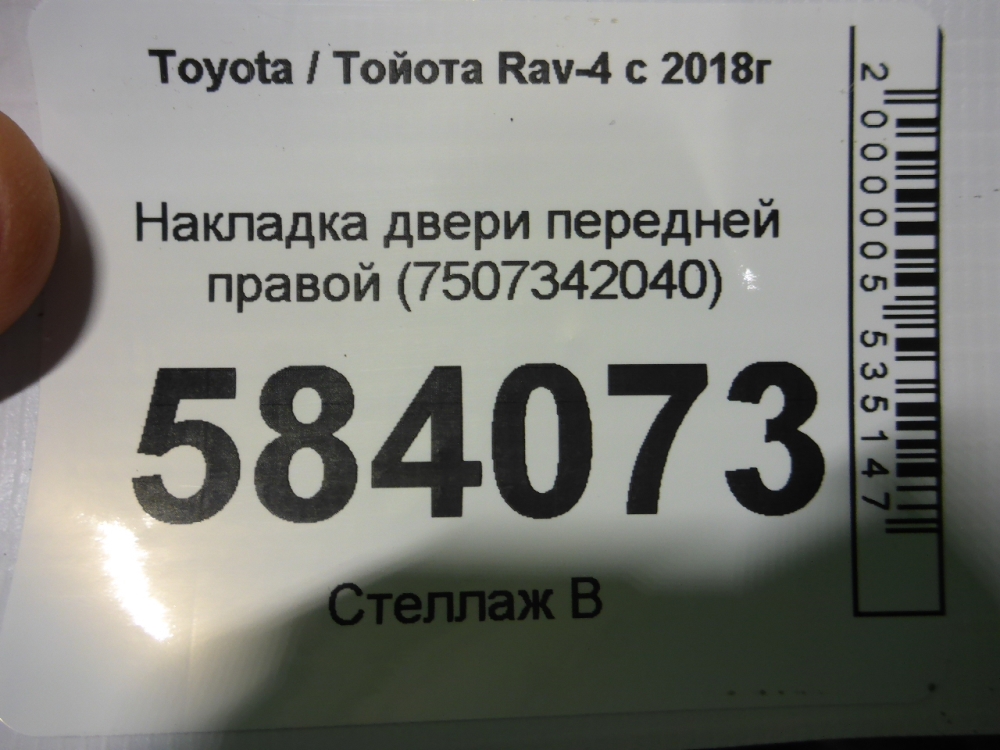 Toyota / Тойота Rav-4 с 2018г
Накладка двери передней
правой (7507342040)
584073
Стеллаж В
2000005535147